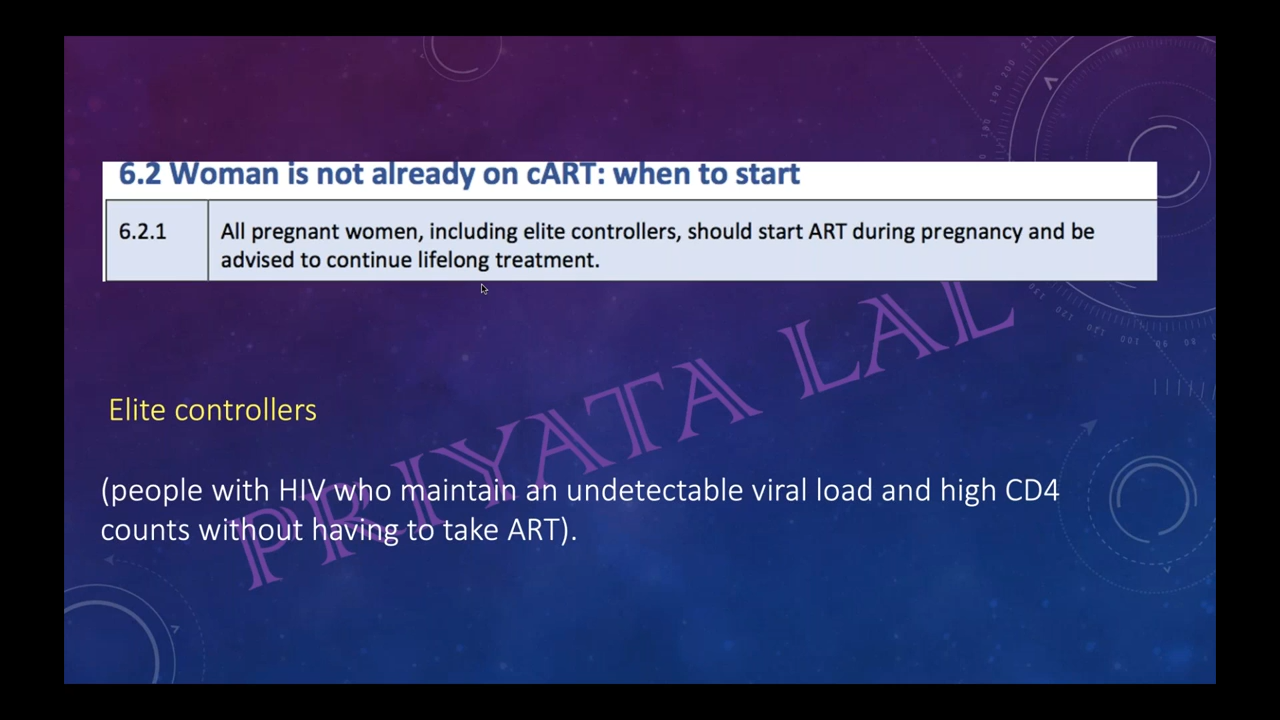 6.2 Woman is not already on cART: when to start
6.2.1 All pregnant women, including elite controllers, should start ART during pregnancy and be
advised to continue lifelong treatment.
PRIYATA LAL
Elite controllers
(people with HIV who maintain an undetectable viral load and high CD4
counts without having to take ART).